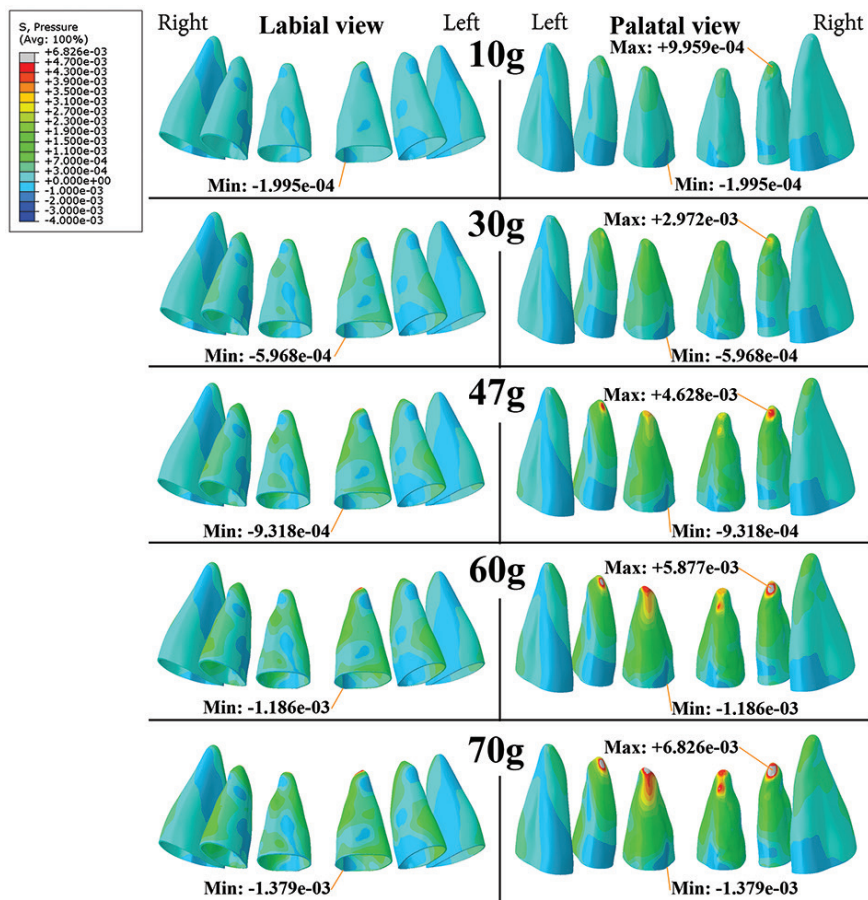 S, Pressure
(Avg: 100%)
+6.826e-03
+4.700e-03
+4.300e-03
+3.900e-03
+3.500e-03
+3.100e-03
+2.700e-03
+2.300e-03
+1.900e-03
+1.500e-03
+1.100e-03
+7.000e-04
+3.000e-04
+0.000e+00
-1.000e-03
-2.000e-03
-3.000e-03
-4.000e-03
Right
Labial view
Left
Left
Palatal view
Right
10g
Max: +9.959e-04
Min: -1.995e-04
Min: -1.995e-04
30g
Max: +2.972e-03
Min: -5.968e-04
Min: -5.968e-04
47g
Max: +4.628e-03
Min: -9.318e-04
Min: -9.318e-04
60g
Max: +5.877e-03
Min: -1.186e-03
Min: -1.186e-03
70g
Max: +6.826e-03
Min: -1.379e-03
Min: -1.379e-03